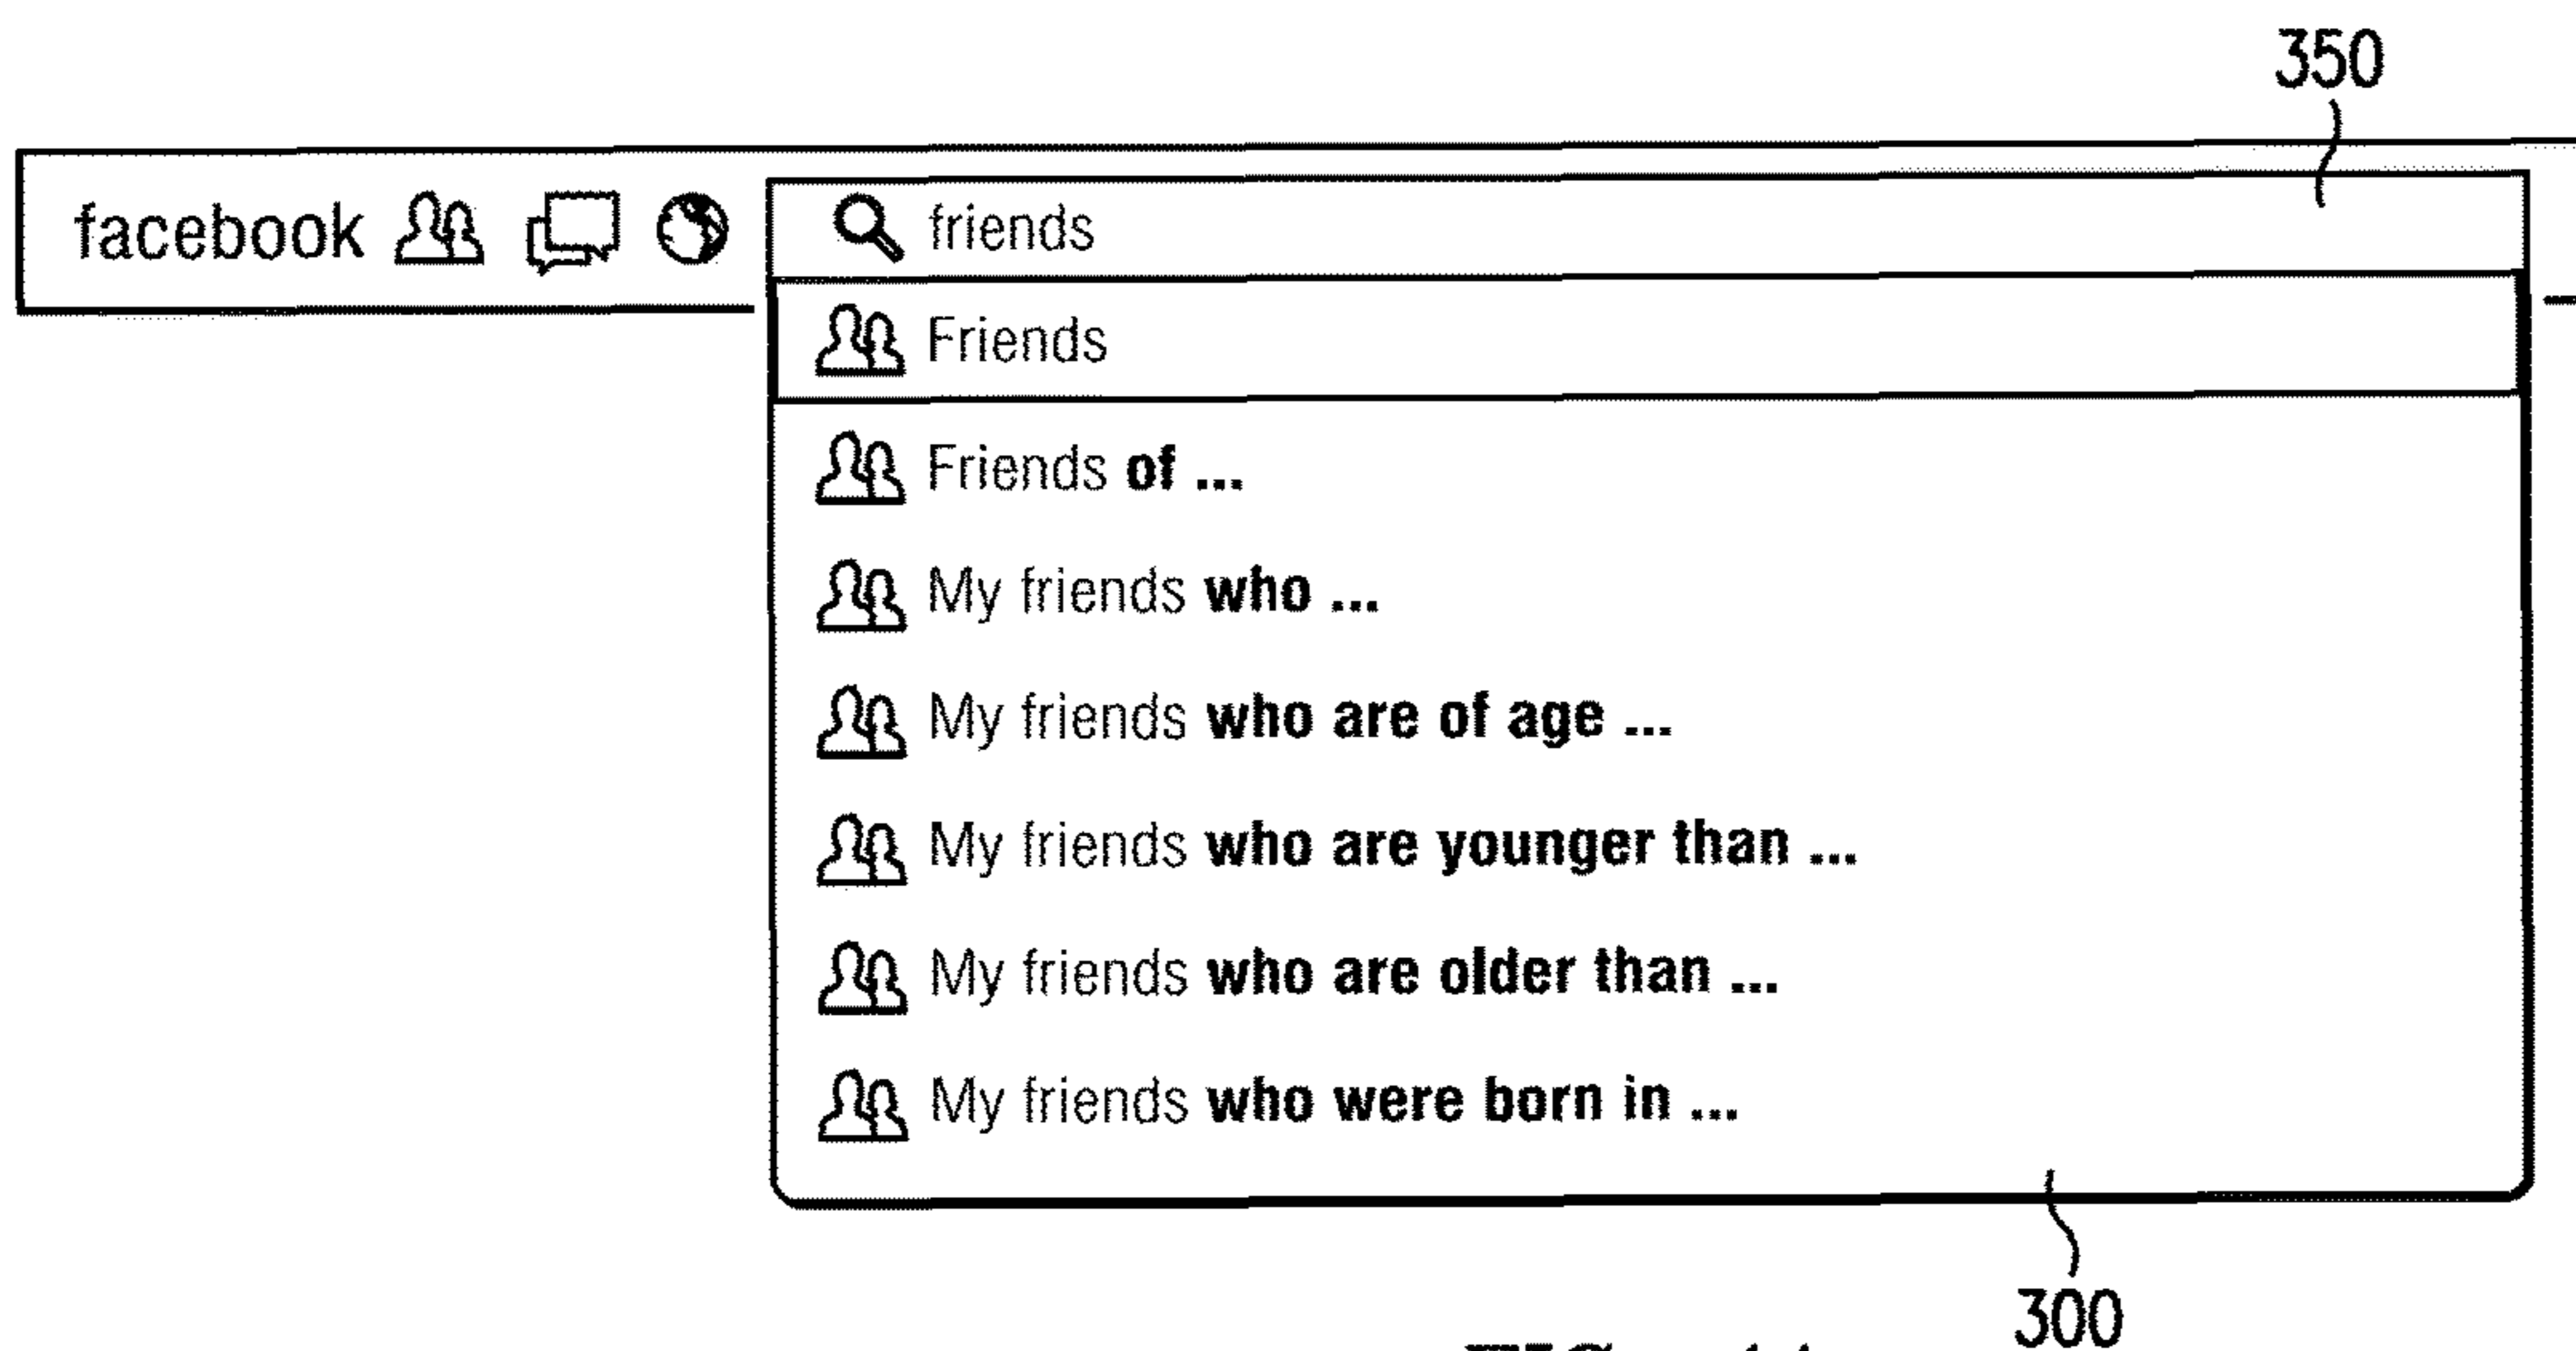 350
facebook friends
Friends
Friends of ...
My friends who ...
My friends who are of age ...
My friends who are younger than ...
My friends who are older than ...
My friends who were born in ...
300